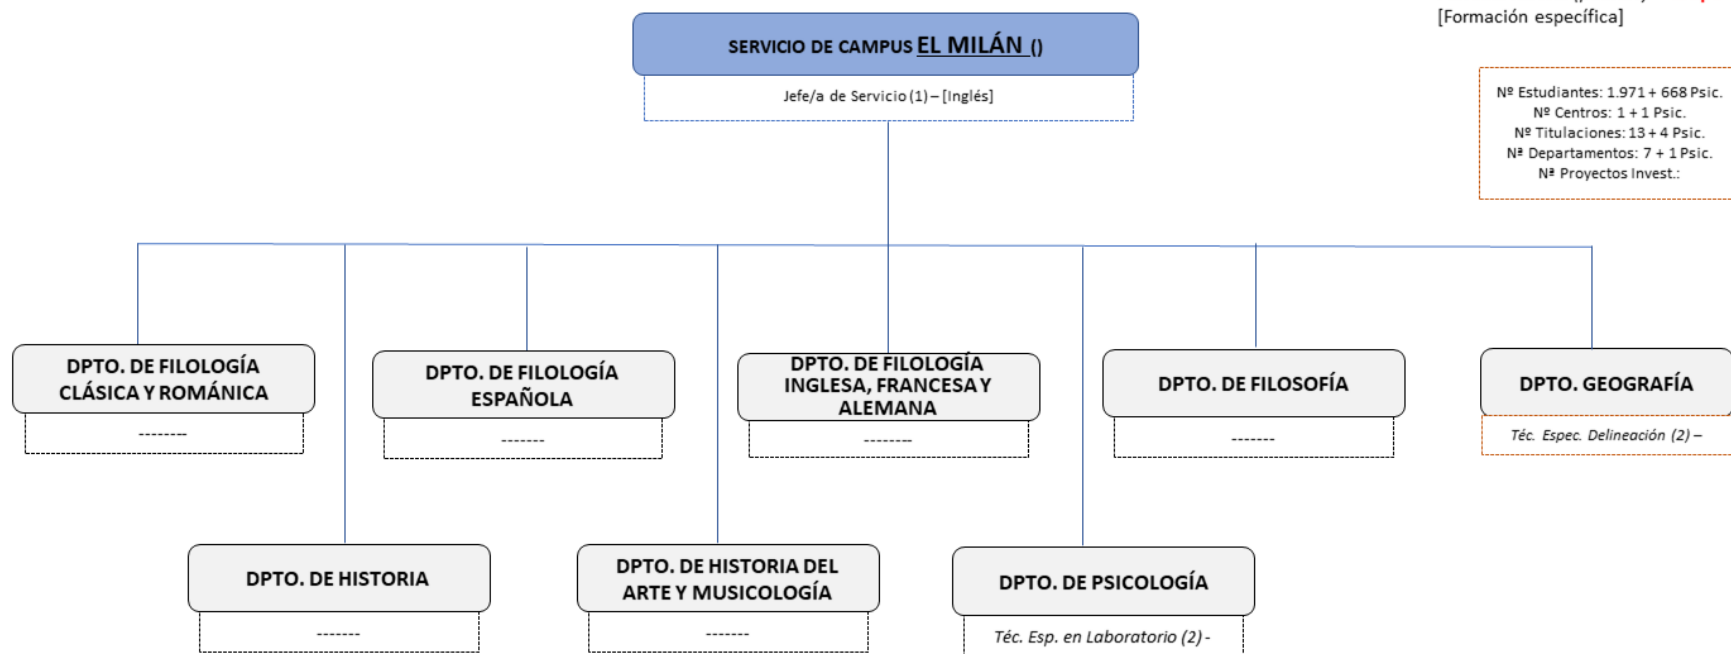 [Formación específica]
SERVICIO DE CAMPUS EL MILÁN ()
Jefe/a de Servicio (1) – [Inglés]
Nº Estudiantes: 1.971 + 668 Psic.
Nº Centros: 1 + 1 Psic.
Nº Titulaciones: 13 + 4 Psic.
Nª Departamentos: 7 + 1 Psic.
Nª Proyectos Invest.:
DPTO. DE FILOLOGÍA
CLÁSICA Y ROMÁNICA
--------
DPTO. DE FILOLOGÍA
ESPAÑOLA
-------
DPTO. DE FILOLOGÍA
INGLESA, FRANCESA Y
ALEMANA
--------
DPTO. DE FILOSOFÍA
-------
DPTO. GEOGRAFÍA
Téc. Espec. Delineación (2) –
DPTO. DE HISTORIA
-------
DPTO. DE HISTORIA DEL
ARTE Y MUSICOLOGÍA
-------
DPTO. DE PSICOLOGÍA
Téc. Esp. en Laboratorio (2) -